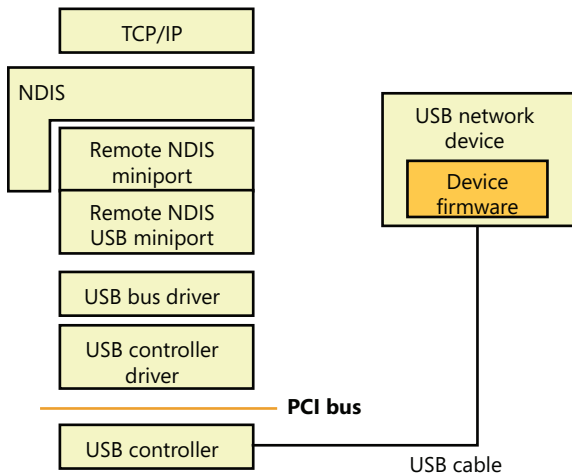 TCP/IP
NDIS
Remote NDIS
miniport
Remote NDIS
USB miniport
USB bus driver
USB controller
driver
PCI bus
USB controller
USB network
device
Device
firmware
USB cable